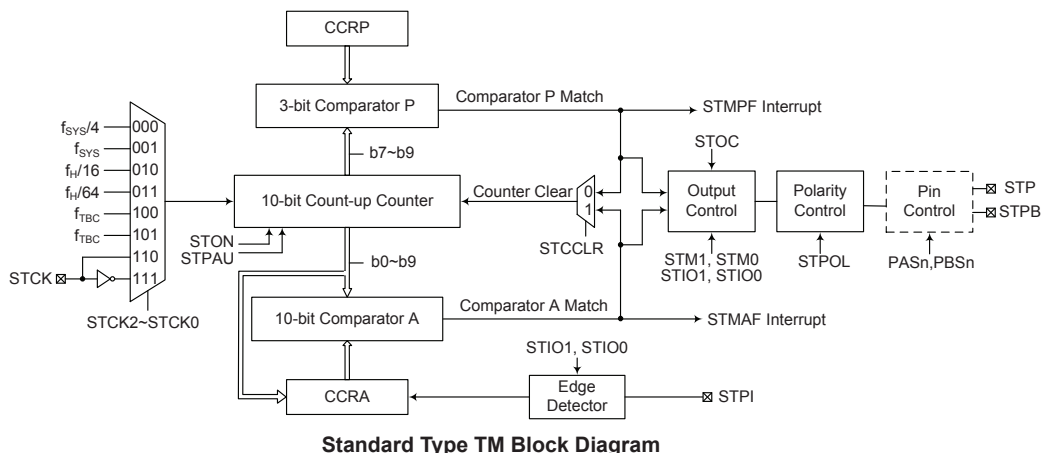 CCRP
3-bit Comparator P
Comparator P Match
STMPF Interrupt
fSYS/4
000
fSYS
001
fH/16
010
fH/64
011
fTBC
100
fTBC
101
110
111
STCK
STCK2~STCK0
b7~b9
10-bit Count-up Counter
STON
STPAU
b0~b9
Counter Clear
0
1
STCCLR
STOC
Output
Control
STM1, STM0
STIO1, STIO0
Polarity
Control
STPOL
Pin
Control
PASn,PBSn
STP
STPB
10-bit Comparator A
Comparator A Match
STMAF Interrupt
STIO1, STIO0
CCRA
Edge
Detector
STPI
Standard Type TM Block Diagram